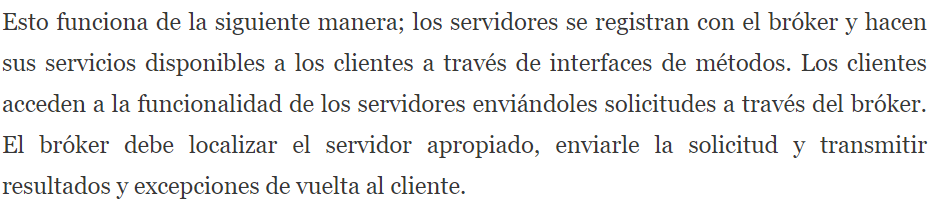 Esto funciona de la siguiente manera; los servidores se registran con el bróker y hacen
sus servicios disponibles a los clientes a través de interfaces de métodos. Los clientes
acceden a la funcionalidad de los servidores enviándoles solicitudes a través del bróker.
El bróker debe localizar el servidor apropiado, enviarle la solicitud y transmitir
resultados y excepciones de vuelta al cliente.